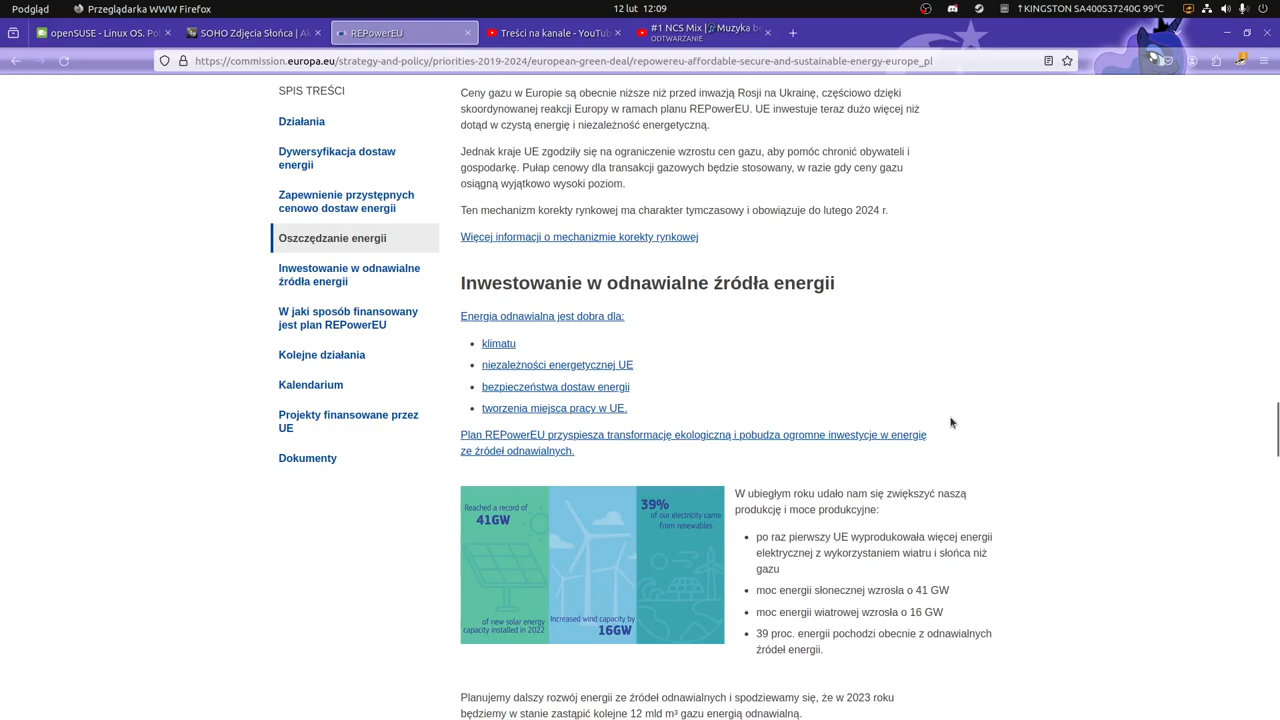 Podgląd
Przeglądarka WWW Firefox
12 lut 12:09
KINGSTON SA400S37240G 99°C
openSUSE - Linux OS. Pol
SOHO Zdjęcia Słońca | Ak
REPowerEU
Treści na kanale - YouTub
#1 NCS Mix | Muzyka be
ODTWARZANIE
https://commission.europa.eu/strategy-and-policy/priorities-2019-2024/european-green-deal/repowereu-affordable-secure-and-sustainable-energy-europe_pl
SPIS TREŚCI
Działania
Dywersyfikacja dostaw
energii
Zapewnienie przystępnych
cenowo dostaw energii
Oszczędzanie energii
Inwestowanie w odnawialne
źródła energii
W jaki sposób finansowany
jest plan REPowerEU
Kolejne działania
Kalendarium
Projekty finansowane przez
UE
Dokumenty
Ceny gazu w Europie są obecnie niższe niż przed inwazją Rosji na Ukrainę, częściowo dzięki
skoordynowanej reakcji Europy w ramach planu REPowerEU. UE inwestuje teraz dużo więcej niż
dotąd w czystą energię i niezależność energetyczną.
Jednak kraje UE zgodziły się na ograniczenie wzrostu cen gazu, aby pomóc chronić obywateli i
gospodarkę. Pułap cenowy dla transakcji gazowych będzie stosowany, w razie gdy ceny gazu
osiągną wyjątkowo wysoki poziom.
Ten mechanizm korekty rynkowej ma charakter tymczasowy i obowiązuje do lutego 2024 r.
Więcej informacji o mechanizmie korekty rynkowej
Inwestowanie w odnawialne źródła energii
Energia odnawialna jest dobra dla:
klimatu
niezależności energetycznej UE
bezpieczeństwa dostaw energii
tworzenia miejsca pracy w UE.
Plan REPowerEU przyspiesza transformację ekologiczną i pobudza ogromne inwestycje w energię
ze źródeł odnawialnych.
Reached a record of
41GW
of new solar energy
capacity installed in 2022
Increased wind capacity by
16GW
39%
of our electricity came
from renewables
W ubiegłym roku udało nam się zwiększyć naszą
produkcję i moce produkcyjne:
po raz pierwszy UE wyprodukowała więcej energii
elektrycznej z wykorzystaniem wiatru i słońca niż
gazu
moc energii słonecznej wzrosła o 41 GW
moc energii wiatrowej wzrosła o 16 GW
39 proc. energii pochodzi obecnie z odnawialnych
źródeł energii.
Planujemy dalszy rozwój energii ze źródeł odnawialnych i spodziewamy się, że w 2023 roku
będziemy w stanie zastąpić kolejne 12 mld m³ gazu energią odnawialną.